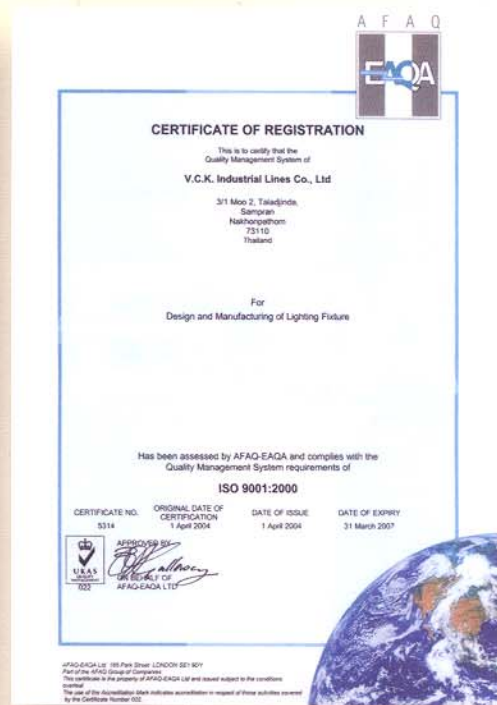 A F A Q
EAQA
CERTIFICATE OF REGISTRATION
This is to certify that the
Quality Management System of
V.C.K. Industrial Lines Co., Ltd
3/1 Moo 2, Taladjinda,
Sampran
Nakhonpathom
73110
Thailand
For
Design and Manufacturing of Lighting Fixture
Has been assessed by AFAQ-EAQA and complies with the
Quality Management System requirements of
ISO 9001:2000
CERTIFICATE NO.
5314
ORIGINAL DATE OF
CERTIFICATION
1 April 2004
DATE OF ISSUE
1 April 2004
DATE OF EXPIRY
31 March 2007
UKAS
QUALITY
MANAGEMENT
022
APPROVED BY
ON BEHALF OF
AFAQ-EAQA LTD
AFAQ-EAQA Ltd. 185 Park Street LONDON SE1 9DY
Part of the AFAQ Group of Companies
This certificate is the property of AFAQ-EAQA Ltd and issued subject to the conditions
overleaf
The use of the Accreditation Mark indicates accreditation in respect of those activities covered
by the Certificate Number 022.